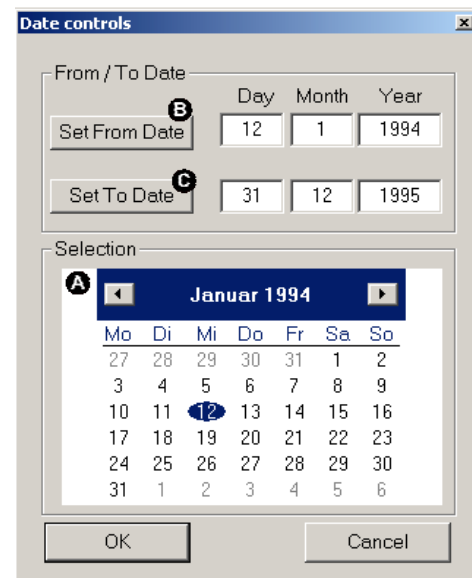 Date controls
From / To Date
Day Month Year
B
Set From Date 12 1 1994
C
Set To Date 31 12 1995
Selection
A
Januar 1994
Mo Di Mi Do Fr Sa So
27 28 29 30 31 1 2
3 4 5 6 7 8 9
10 11 12 13 14 15 16
17 18 19 20 21 22 23
24 25 26 27 28 29 30
31 1 2 3 4 5 6
OK Cancel